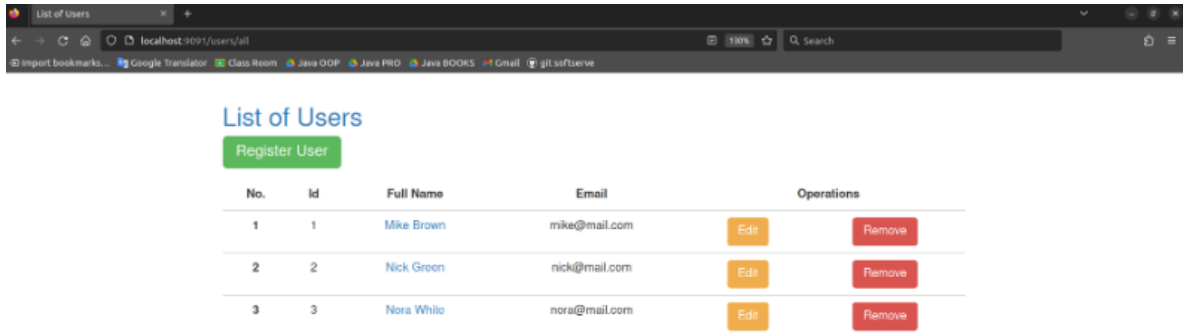 List of Users
localhost:9091/users/all
130%
Search
Import bookmarks... Google Translator Class Room Java OOP Java PRO Java BOOKS Gmail git softserve
List of Users
Register User
No. Id Full Name Email Operations
1 1 Mike Brown mike@mail.com Edit Remove
2 2 Nick Green nick@mail.com Edit Remove
3 3 Nora White nora@mail.com Edit Remove